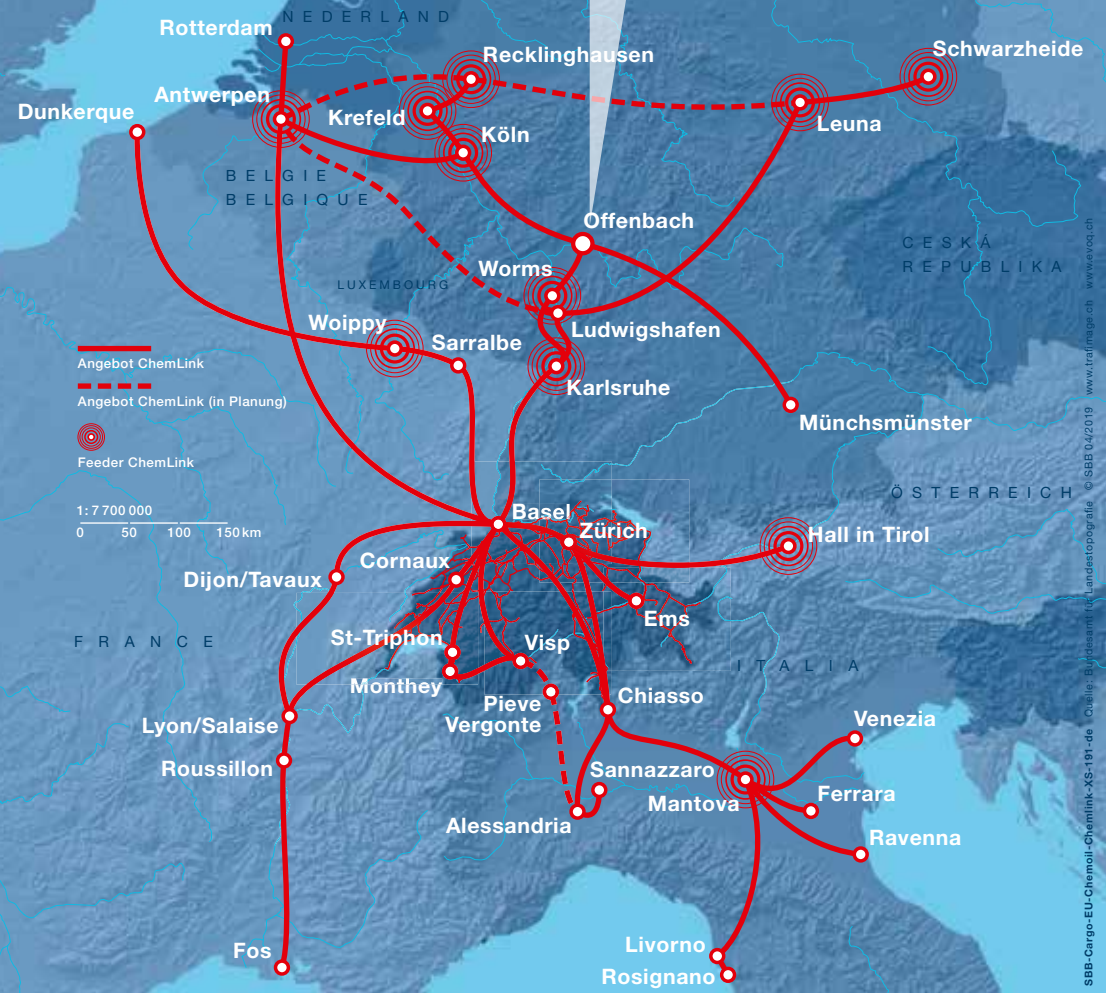 NEDERLAND
Rotterdam
Recklinghausen
Schwarzheide
Antwerpen
Dunkerque
Krefeld
Leuna
Köln
BELGIE
BELGIQUE
Offenbach
CESKÁ
REPUBLIKA
Worms
LUXEMBOURG
Woippy
Ludwigshafen
Sarralbe
Angebot ChemLink
Karlsruhe
Angebot ChemLink (in Planung)
Münchsmünster
Feeder ChemLink
ÖSTERREICH
1: 7 700 000
0 50 100 150 km
Basel
Zürich
Hall in Tirol
Cornaux
Dijon/Tavaux
Ems
FRANCE
St-Triphon
Visp
ITALIA
Monthey
Chiasso
Pieve
Vergonte
Lyon/Salaise
Venezia
Roussillon
Sannazzaro
Mantova
Ferrara
Alessandria
Ravenna
Fos
Livorno
Rosignano
SBB-Cargo-EU-Chemoil-Chemlink-XS-191-de Quelle: Bundesamt für Landestopografie © SBB 04/2019 www.trafimage.ch www.evoq.ch